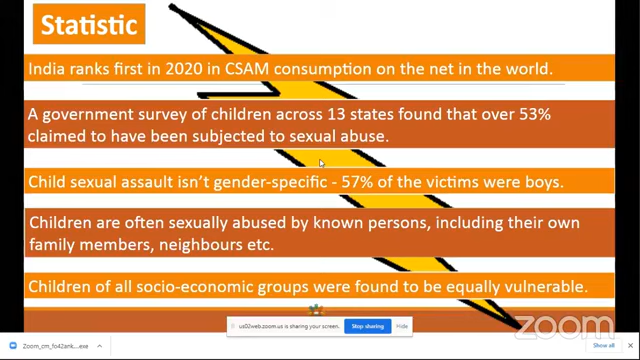 Statistic
India ranks first in 2020 in CSAM consumption on the net in the world.
A government survey of children across 13 states found that over 53%
claimed to have been subjected to sexual abuse.
Child sexual assault isn't gender-specific - 57% of the victims were boys.
Children are often sexually abused by known persons, including their own
family members, neighbours etc.
Children of all socio-economic groups were found to be equally vulnerable.
us02web.zoom.us is sharing your screen.
Stop sharing
Hide
zoom
Zoom_cm_fo42ank....exe
Show all